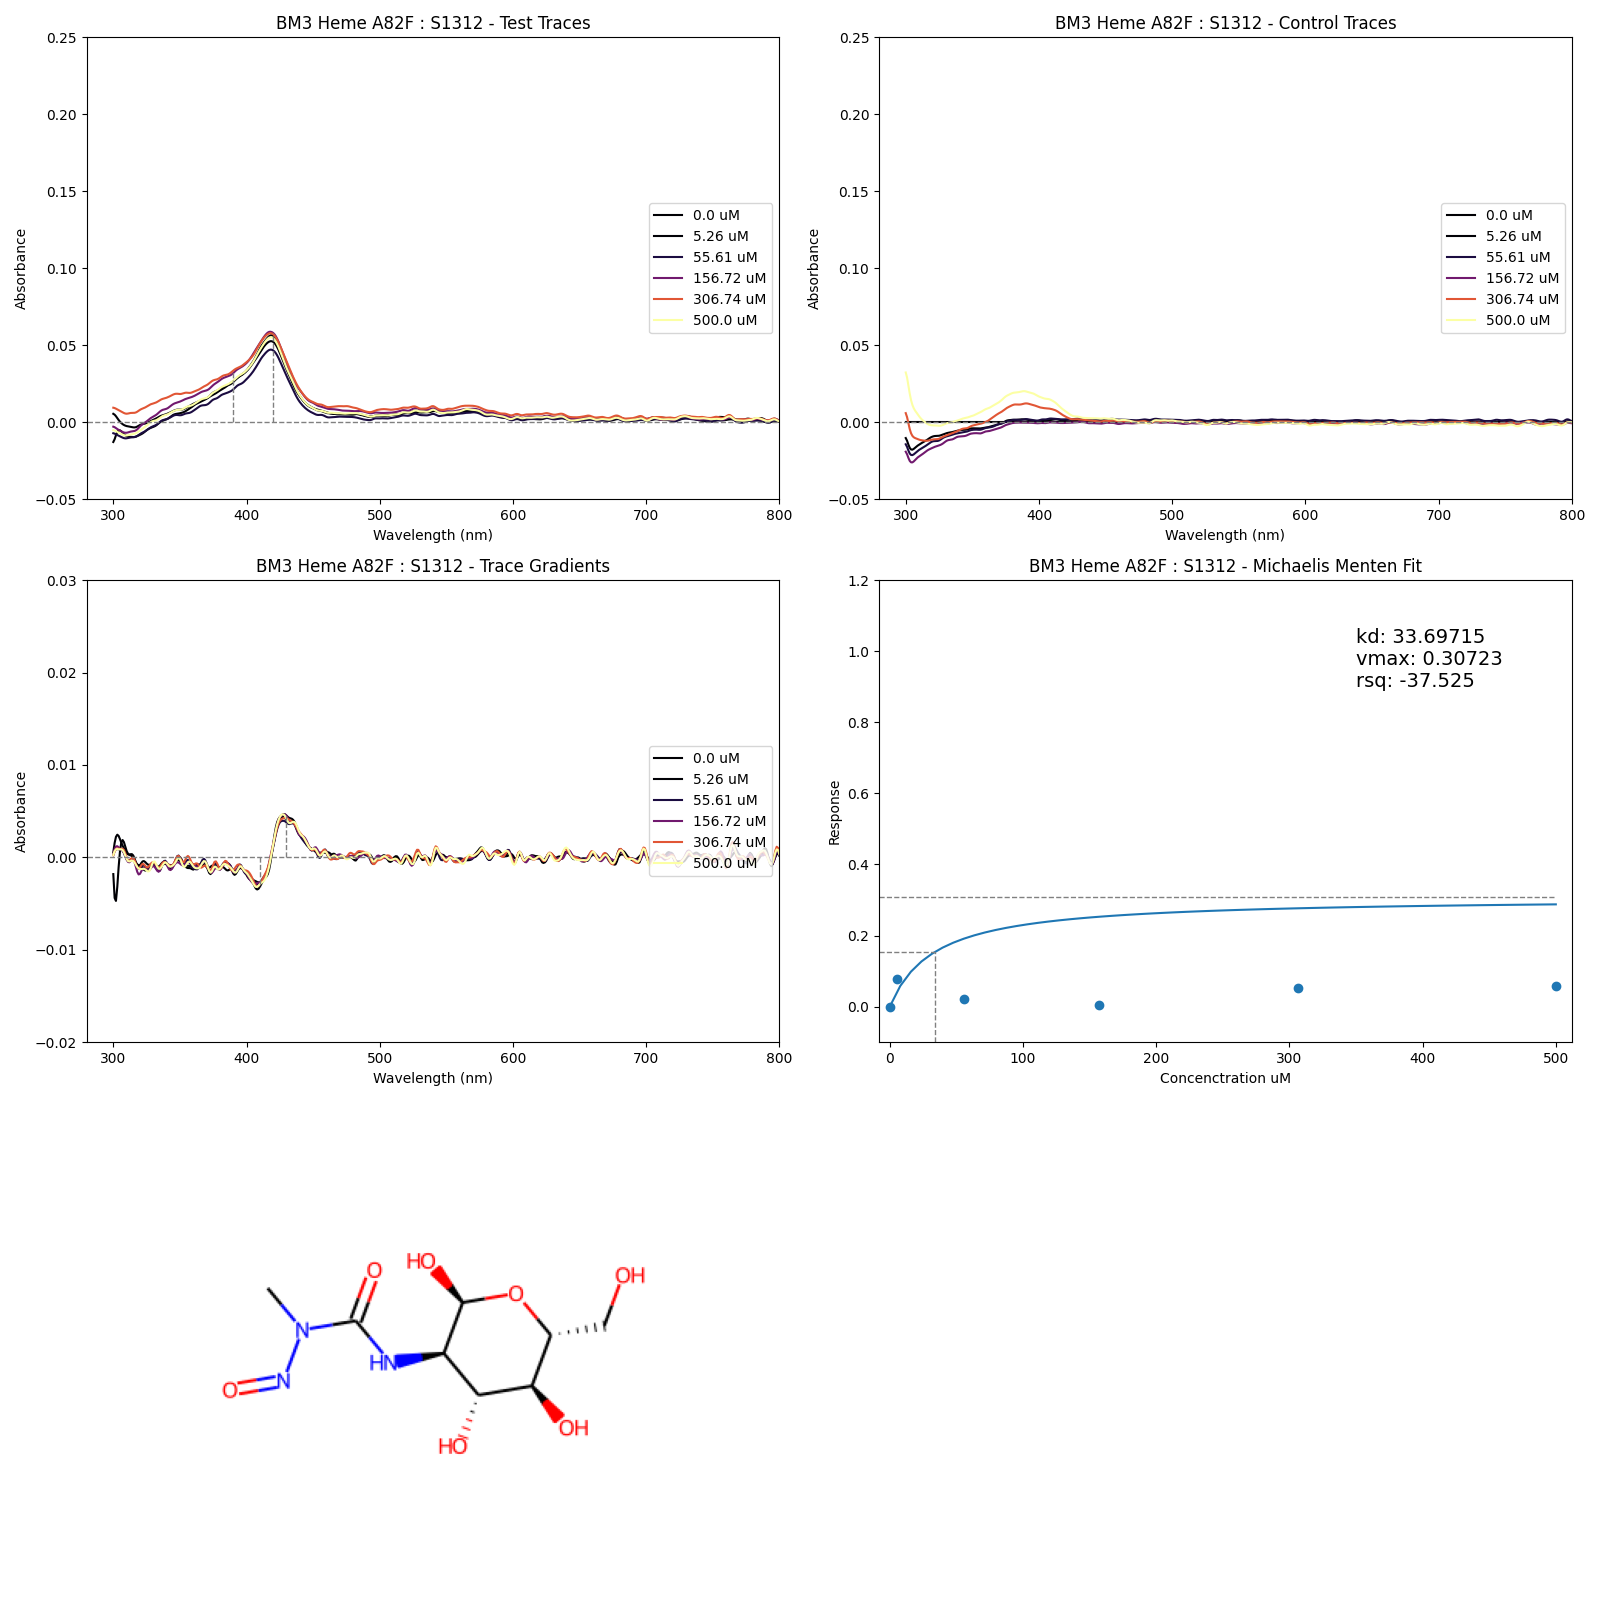 BM3 Heme A82F : S1312 - Test Traces
0.25
0.20
0.15
0.10
0.05
0.00
−0.05
Absorbance
300 400 500 600 700 800
Wavelength (nm)
0.0 uM
5.26 uM
55.61 uM
156.72 uM
306.74 uM
500.0 uM
BM3 Heme A82F : S1312 - Control Traces
0.25
0.20
0.15
0.10
0.05
0.00
−0.05
Absorbance
300 400 500 600 700 800
Wavelength (nm)
0.0 uM
5.26 uM
55.61 uM
156.72 uM
306.74 uM
500.0 uM
BM3 Heme A82F : S1312 - Trace Gradients
0.03
0.02
0.01
0.00
−0.01
−0.02
Absorbance
300 400 500 600 700 800
Wavelength (nm)
0.0 uM
5.26 uM
55.61 uM
156.72 uM
306.74 uM
500.0 uM
BM3 Heme A82F : S1312 - Michaelis Menten Fit
1.2
1.0
0.8
0.6
0.4
0.2
0.0
Response
0 100 200 300 400 500
Concenctration uM
kd: 33.69715
vmax: 0.30723
rsq: -37.525
HO
O
OH
O
N
HN
N
O
OH
HO